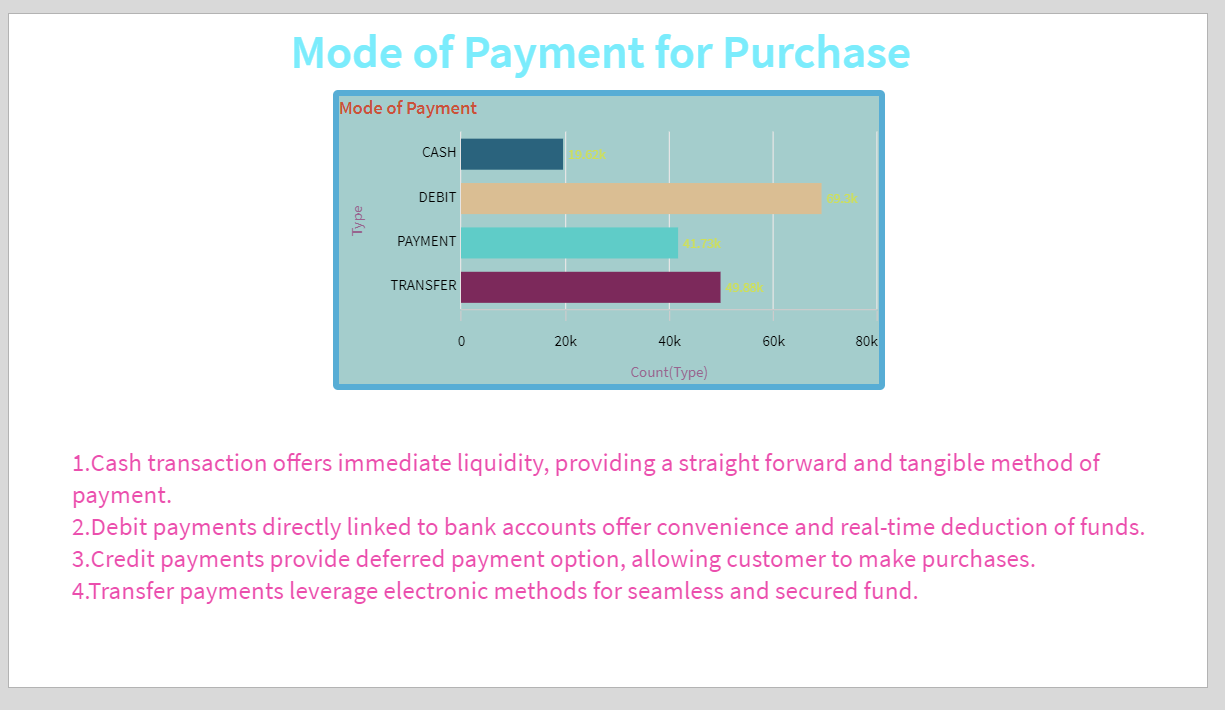 Mode of Payment for Purchase
Mode of Payment
CASH
19.62k
DEBIT
69.3k
PAYMENT
41.73k
TRANSFER
49.88k
Type
0 20k 40k 60k 80k
Count(Type)
1.Cash transaction offers immediate liquidity, providing a straight forward and tangible method of
payment.
2.Debit payments directly linked to bank accounts offer convenience and real-time deduction of funds.
3.Credit payments provide deferred payment option, allowing customer to make purchases.
4.Transfer payments leverage electronic methods for seamless and secured fund.